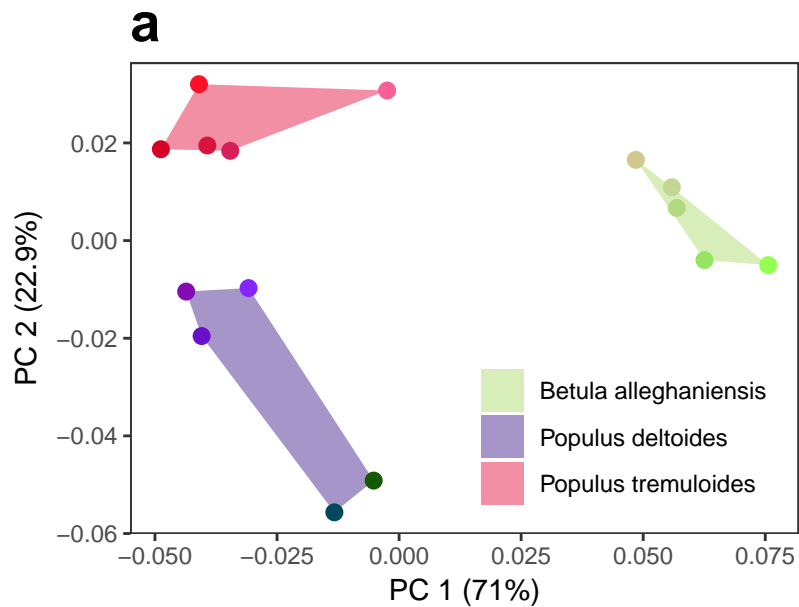 a
PC 2 (22.9%)
0.02
0.00
−0.02
−0.04
−0.06
Betula alleghaniensis
Populus deltoides
Populus tremuloides
−0.050
−0.025
0.000
0.025
0.050
0.075
PC 1 (71%)